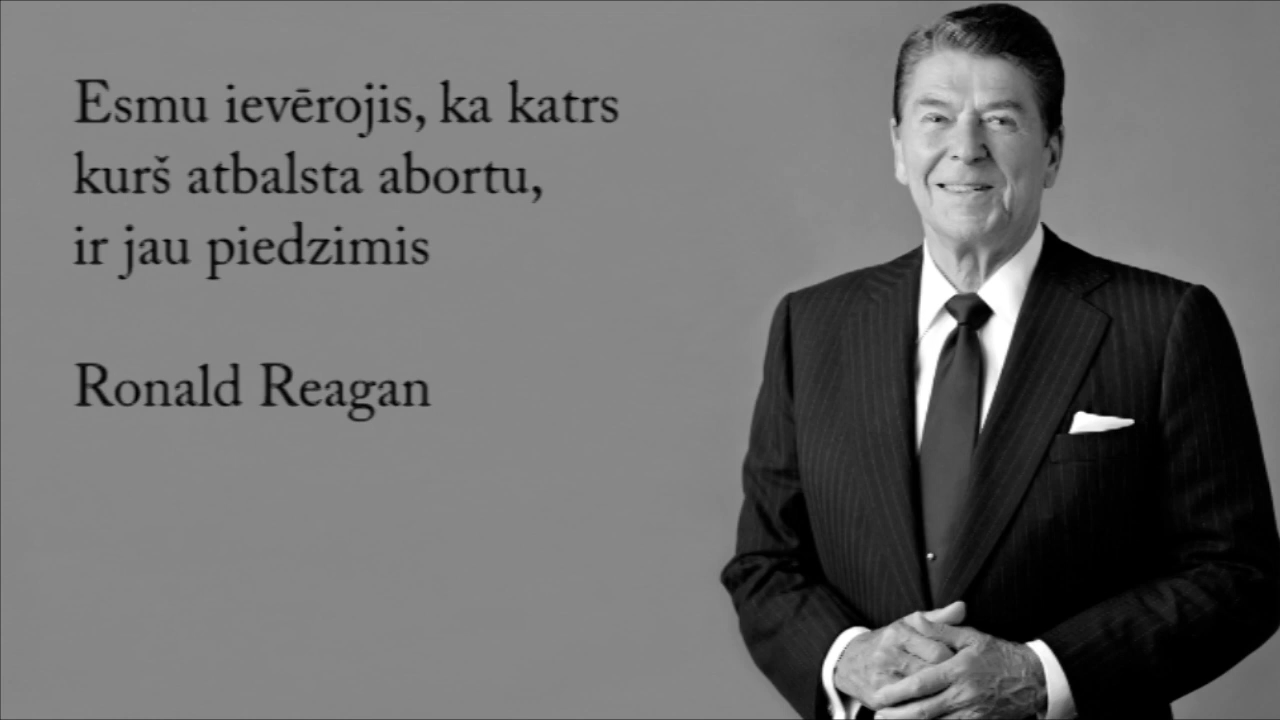 Esmu ievērojis, ka katrs
kurš atbalsta abortu,
ir jau piedzimis
Ronald Reagan